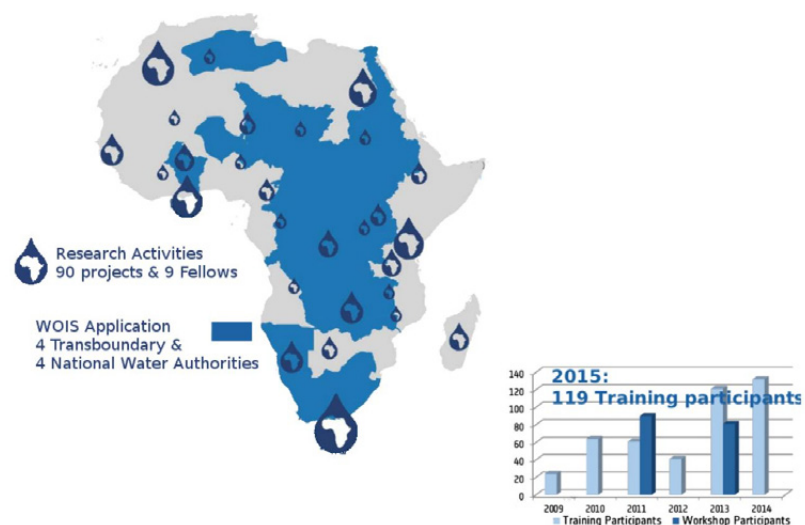 Research Activities
90 projects & 9 Fellows
WOIS Application
4 Transboundary &
4 National Water Authorities
2015:
119 Training participants
140
120
100
80
60
40
20
0
2009 2010 2011 2012 2013 2014
Training Participants Workshop Participants